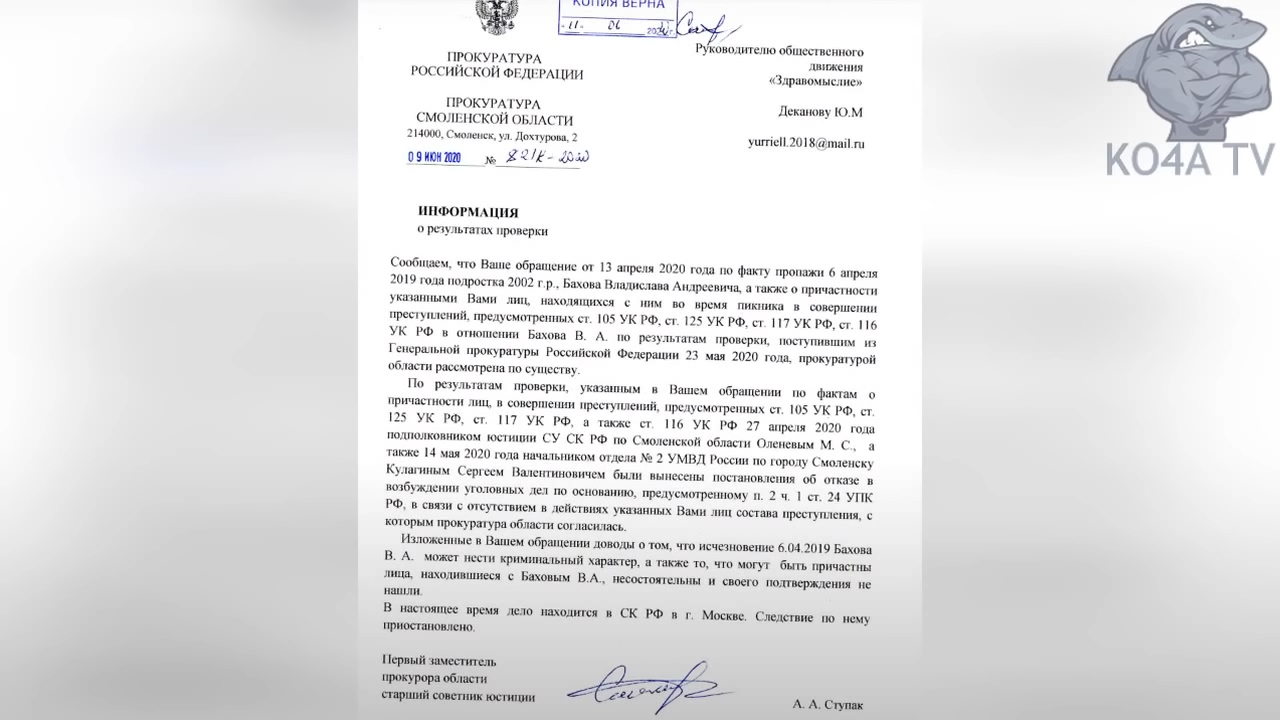 КОПИЯ ВЕРНА
11 06 2020 г.
ПРОКУРАТУРА
РОССИЙСКОЙ ФЕДЕРАЦИИ
ПРОКУРАТУРА
СМОЛЕНСКОЙ ОБЛАСТИ
214000, Смоленск, ул. Дохтурова, 2
09 ИЮН 2020 № 821К-2020
Руководителю общественного
движения
«Здравомыслие»
Деканову Ю.М
yurriell.2018@mail.ru
KO4A TV
ИНФОРМАЦИЯ
о результатах проверки
Сообщаем, что Ваше обращение от 13 апреля 2020 года по факту пропажи 6 апреля
2019 года подростка 2002 г.р., Бахова Владислава Андреевича, а также о причастности
указанными Вами лиц, находящихся с ним во время пикника в совершении
преступлений, предусмотренных ст. 105 УК РФ, ст. 125 УК РФ, ст. 117 УК РФ, ст. 116
УК РФ в отношении Бахова В. А. по результатам проверки, поступившим из
Генеральной прокуратуры Российской Федерации 23 мая 2020 года, прокуратурой
области рассмотрена по существу.
По результатам проверки, указанным в Вашем обращении по фактам о
причастности лиц, в совершении преступлений, предусмотренных ст. 105 УК РФ, ст.
125 УК РФ, ст. 117 УК РФ, а также ст. 116 УК РФ 27 апреля 2020 года
подполковником юстиции СУ СК РФ по Смоленской области Оленевым М. С., а
также 14 мая 2020 года начальником отдела № 2 УМВД России по городу Смоленску
Кулагиным Сергеем Валентиновичем были вынесены постановления об отказе в
возбуждении уголовных дел по основанию, предусмотренному п. 2 ч. 1 ст. 24 УПК
РФ, в связи с отсутствием в действиях указанных Вами лиц состава преступления, с
которым прокуратура области согласилась.
Изложенные в Вашем обращении доводы о том, что исчезновение 6.04.2019 Бахова
В. А. может нести криминальный характер, а также то, что могут быть причастны
лица, находившиеся с Баховым В.А., несостоятельны и своего подтверждения не
нашли.
В настоящее время дело находится в СК РФ в г. Москве. Следствие по нему
приостановлено.
Первый заместитель
прокурора области
старший советник юстиции
А. А. Ступак